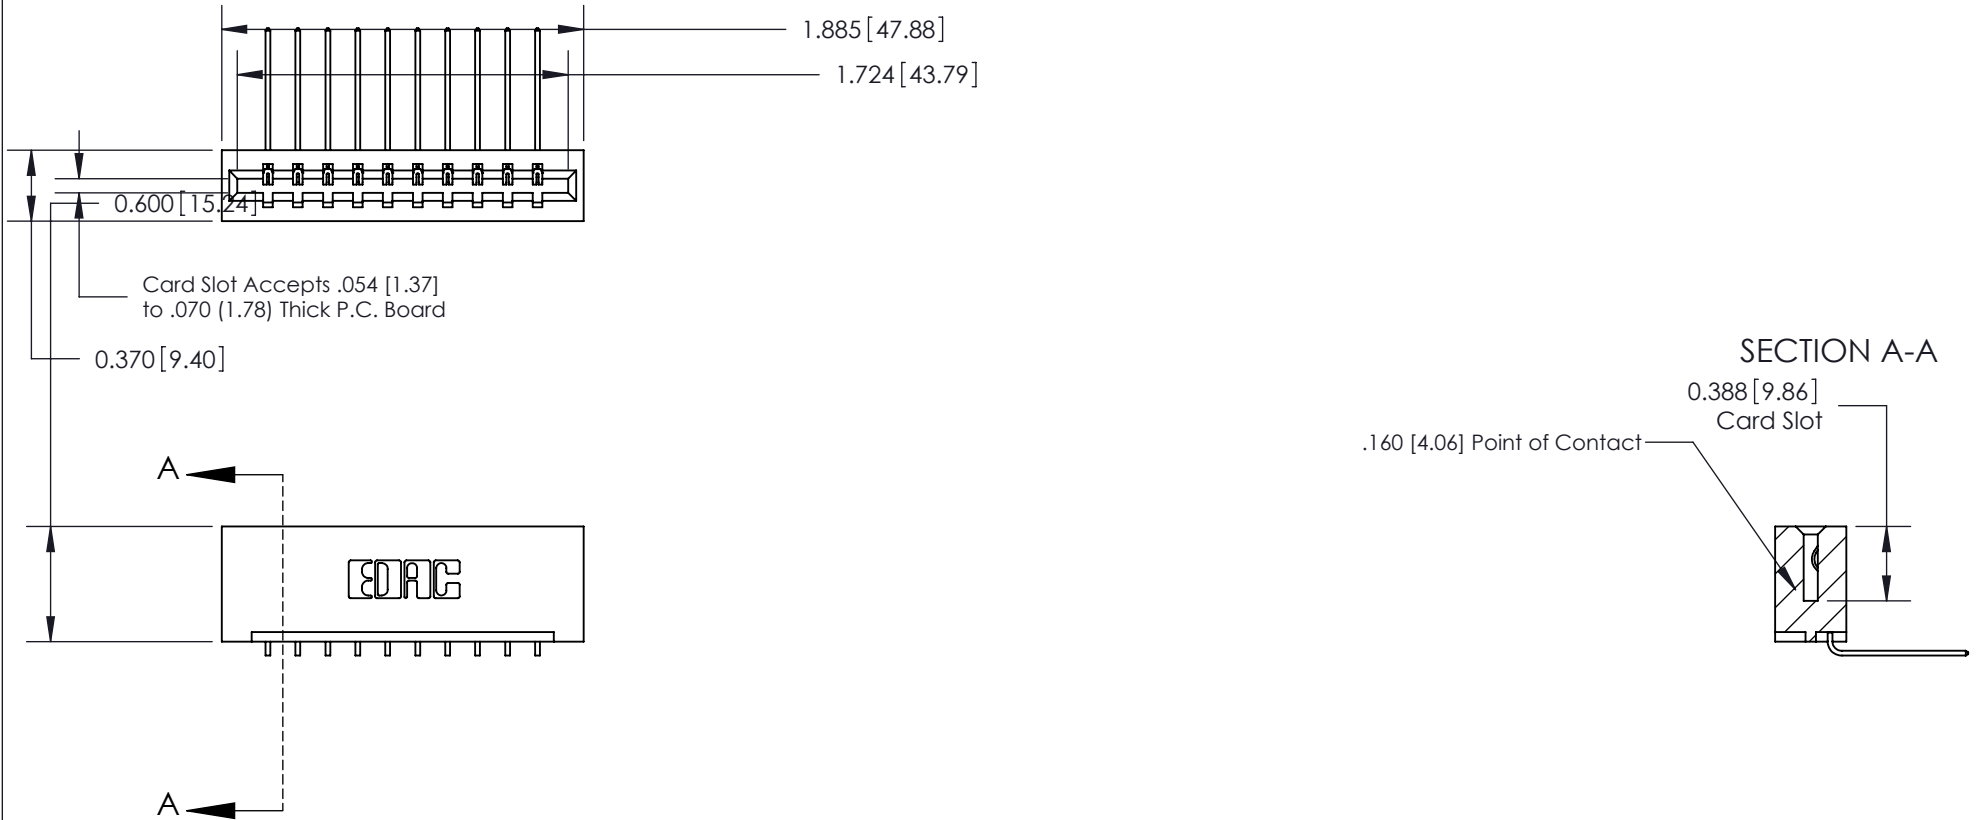 1.885[47.88]
1.724[43.79]
0.600[15.24]
Card Slot Accepts .054 [1.37]
to .070 (1.78) Thick P.C. Board
0.370[9.40]
SECTION A-A
0.388[9.86]
Card Slot
.160 [4.06] Point of Contact
A
EDAC
A